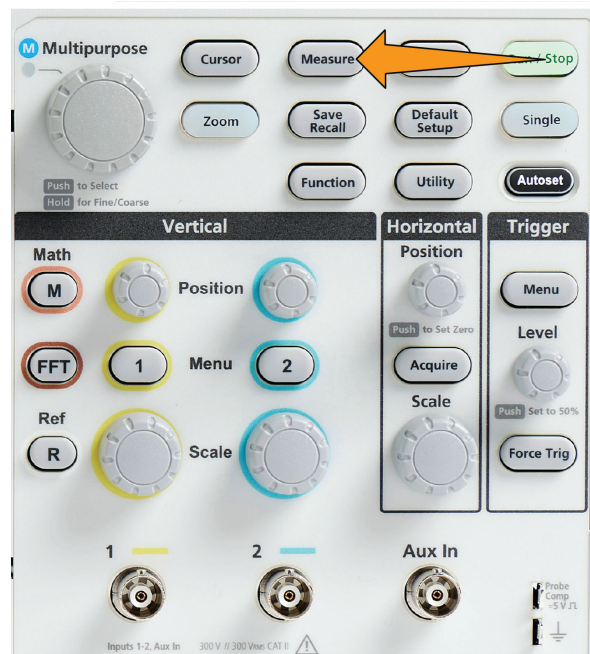 M Multipurpose
Cursor
Measure
/ Stop
Zoom
Save
Recall
Default
Setup
Single
Push to Select
Hold for Fine/Coarse
Function
Utility
Autoset
Vertical
Horizontal
Trigger
Math
M
Position
Position
Push to Set Zero
Menu
Level
FFT
1
Menu
2
Acquire
Push Set to 50%
Ref
R
Scale
Scale
Force Trig
1
2
Aux In
Probe
Comp
≈5 V ⎍
Inputs 1-2, Aux In 300 V // 300 VRMS CAT II